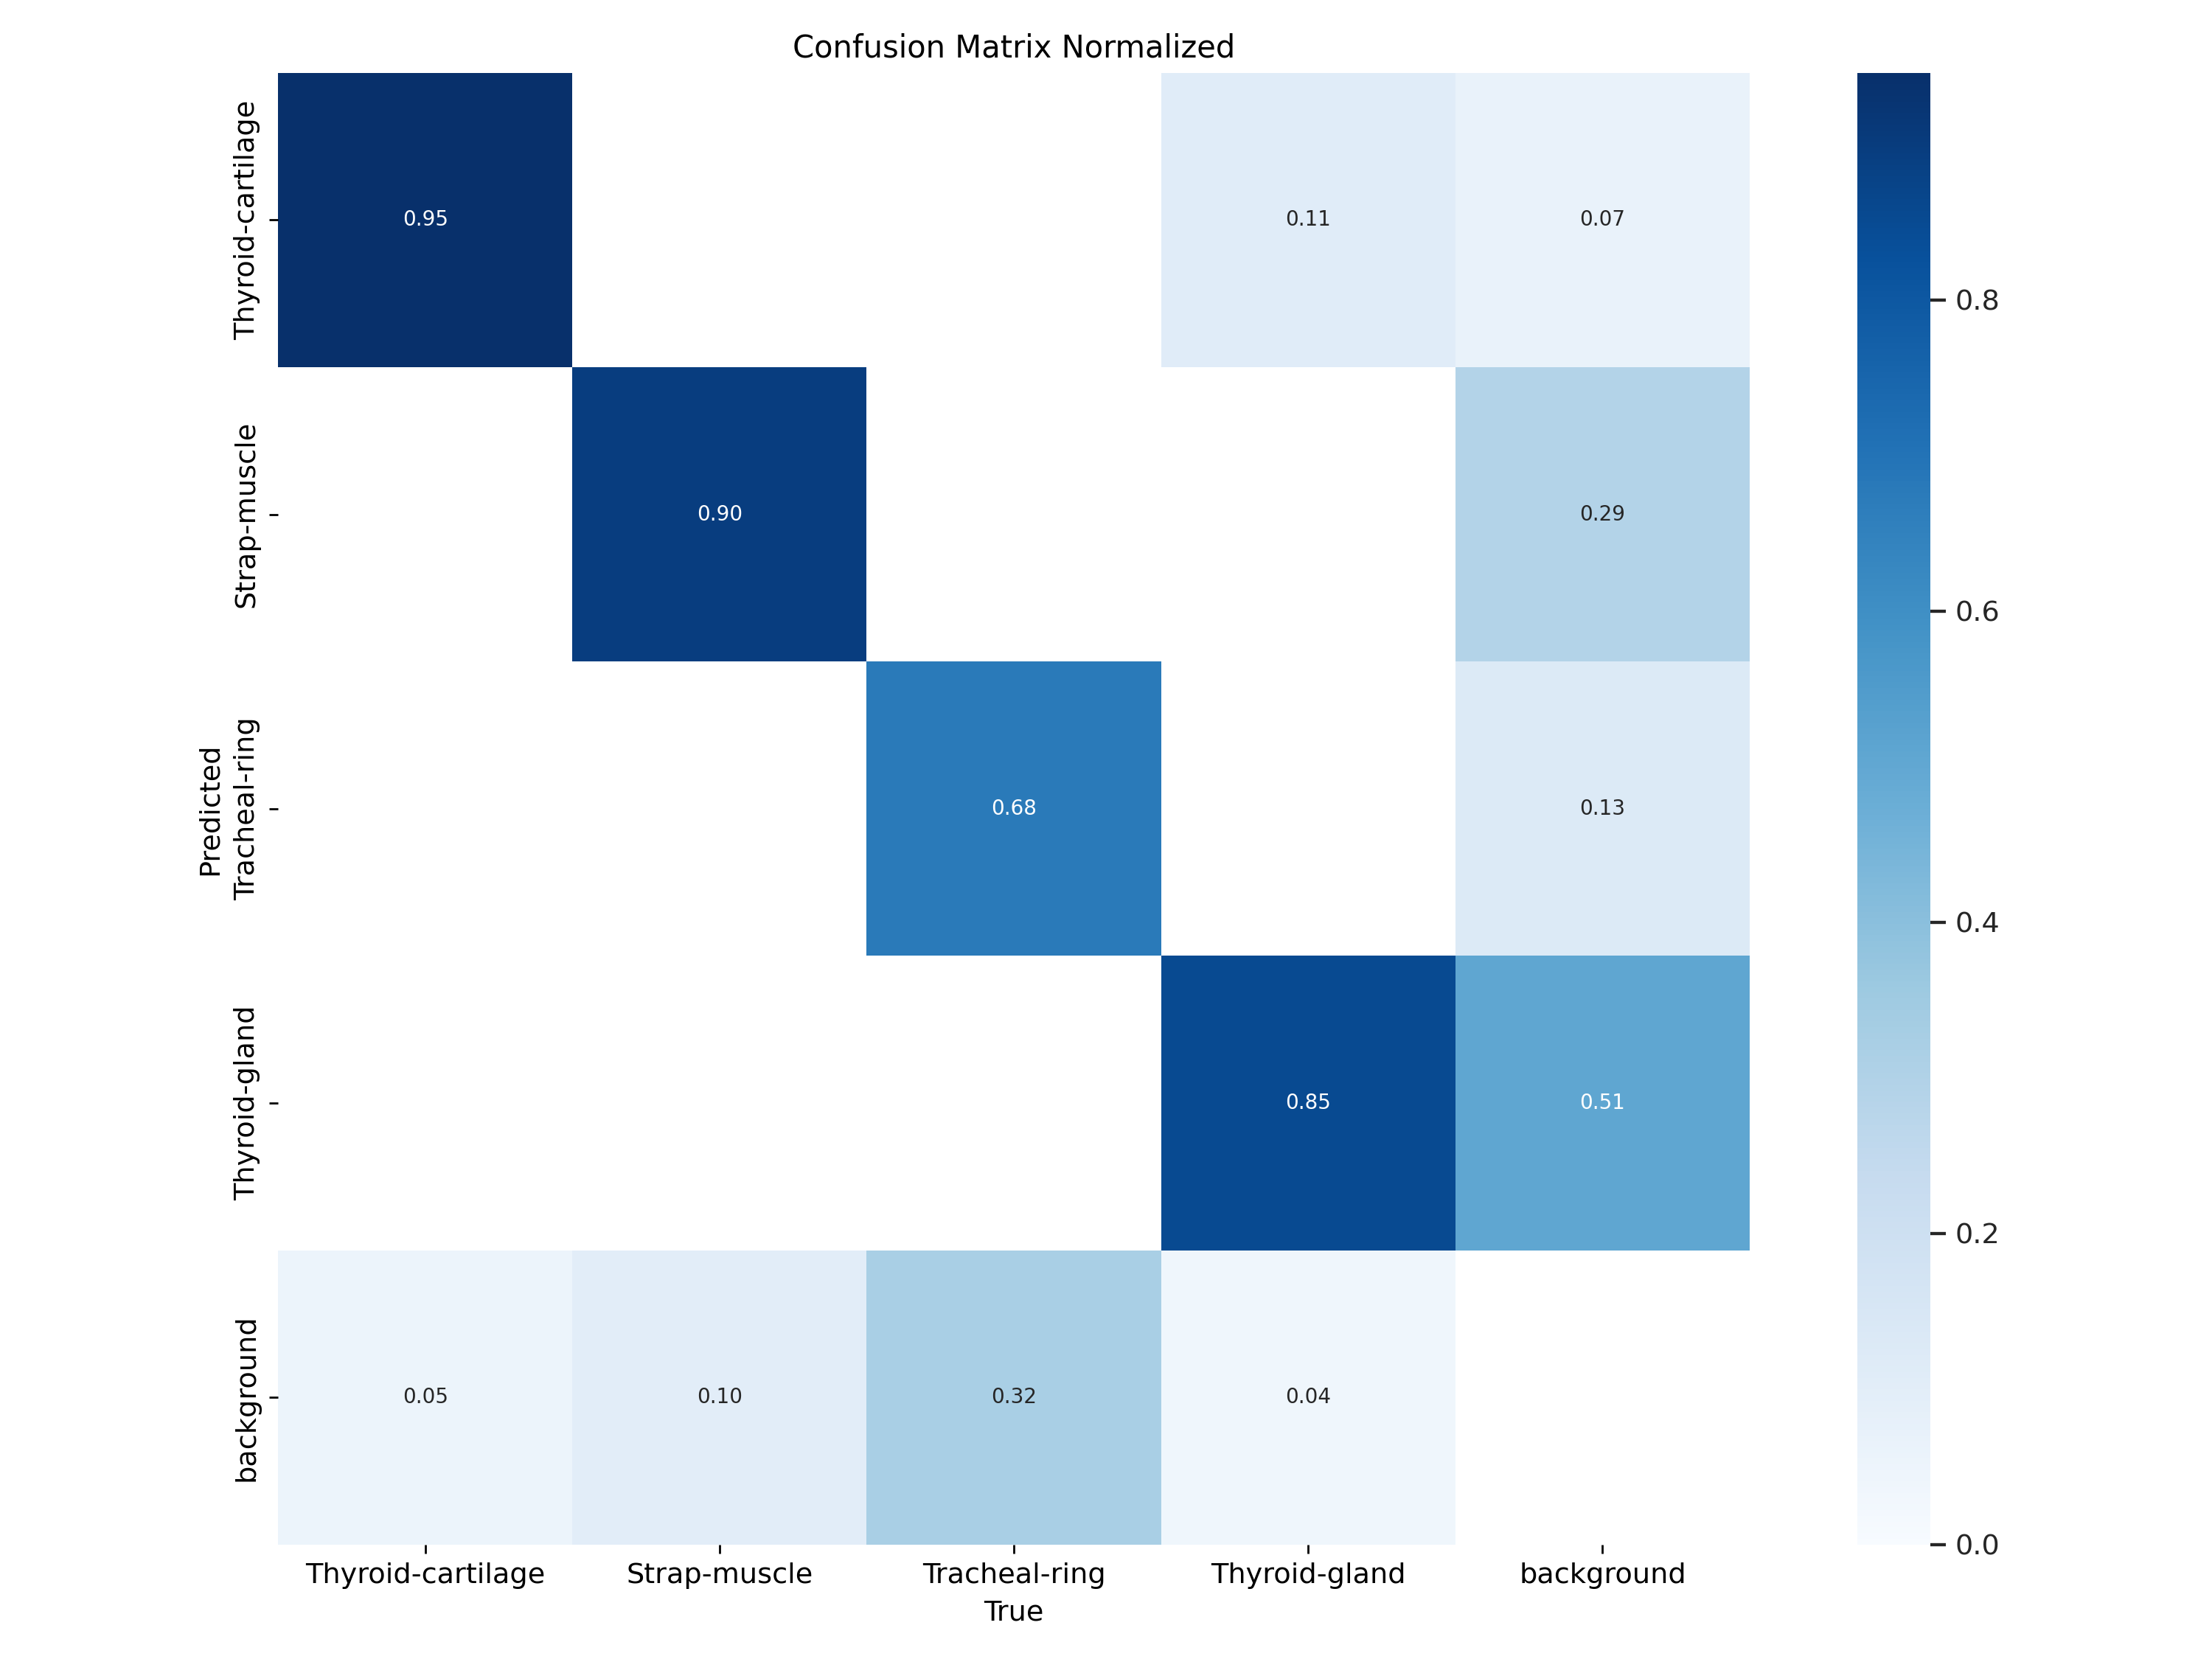 Confusion Matrix Normalized
Thyroid-cartilage
0.95
0.11
0.07
0.8
Strap-muscle
0.90
0.29
0.6
Predicted
Tracheal-ring
0.68
0.13
0.4
Thyroid-gland
0.85
0.51
0.2
background
0.05
0.10
0.32
0.04
0.0
Thyroid-cartilage
Strap-muscle
Tracheal-ring
Thyroid-gland
background
True